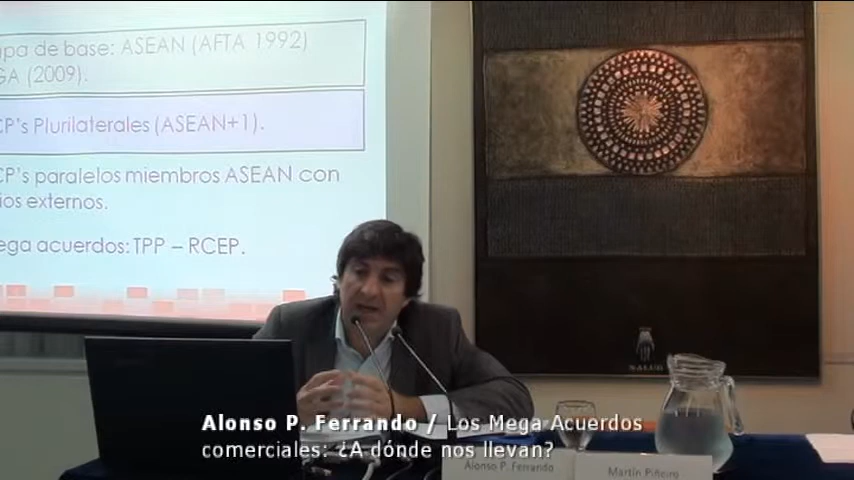 apa de base: ASEAN (AFTA 1992)
GA (2009).
CP's Plurilaterales (ASEAN+1).
CP's paralelos miembros ASEAN con
ios externos.
ega acuerdos: TPP – RCEP.
Alonso P. Ferrando / Los Mega Acuerdos
comerciales: ¿A dónde nos llevan?
Alonso P. Ferrando
Martín Piñeiro